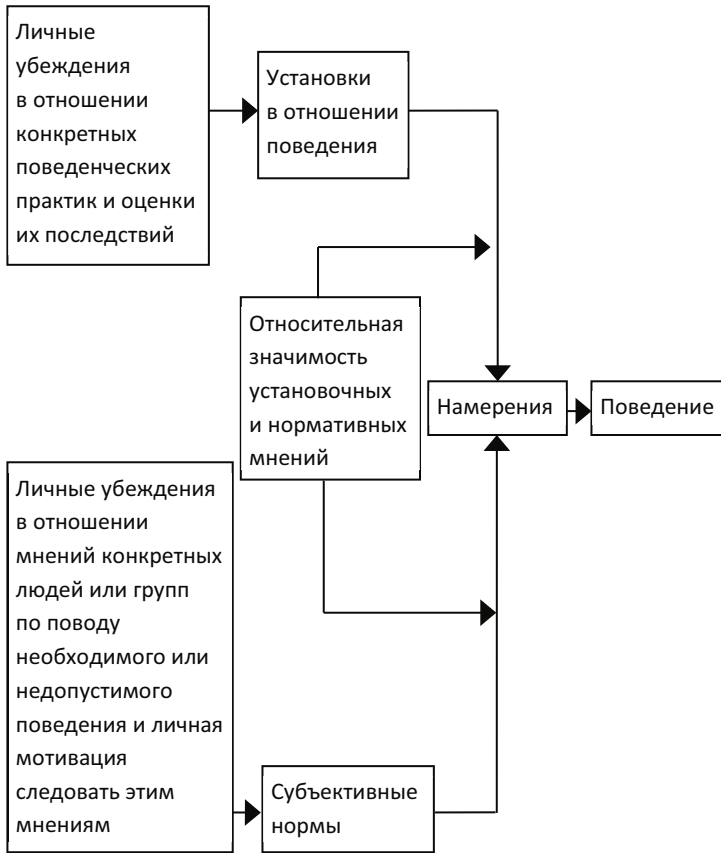 Личные
убеждения
в отношении
конкретных
поведенческих
практик и оценки
их последствий
Установки
в отношении
поведения
Относительная
значимость
установочных
и нормативных
мнений
Намерения
Поведение
Личные убеждения
в отношении
мнений конкретных
людей или групп
по поводу
необходимого или
недопустимого
поведения и личная
мотивация
следовать этим
мнениям
Субъективные
нормы